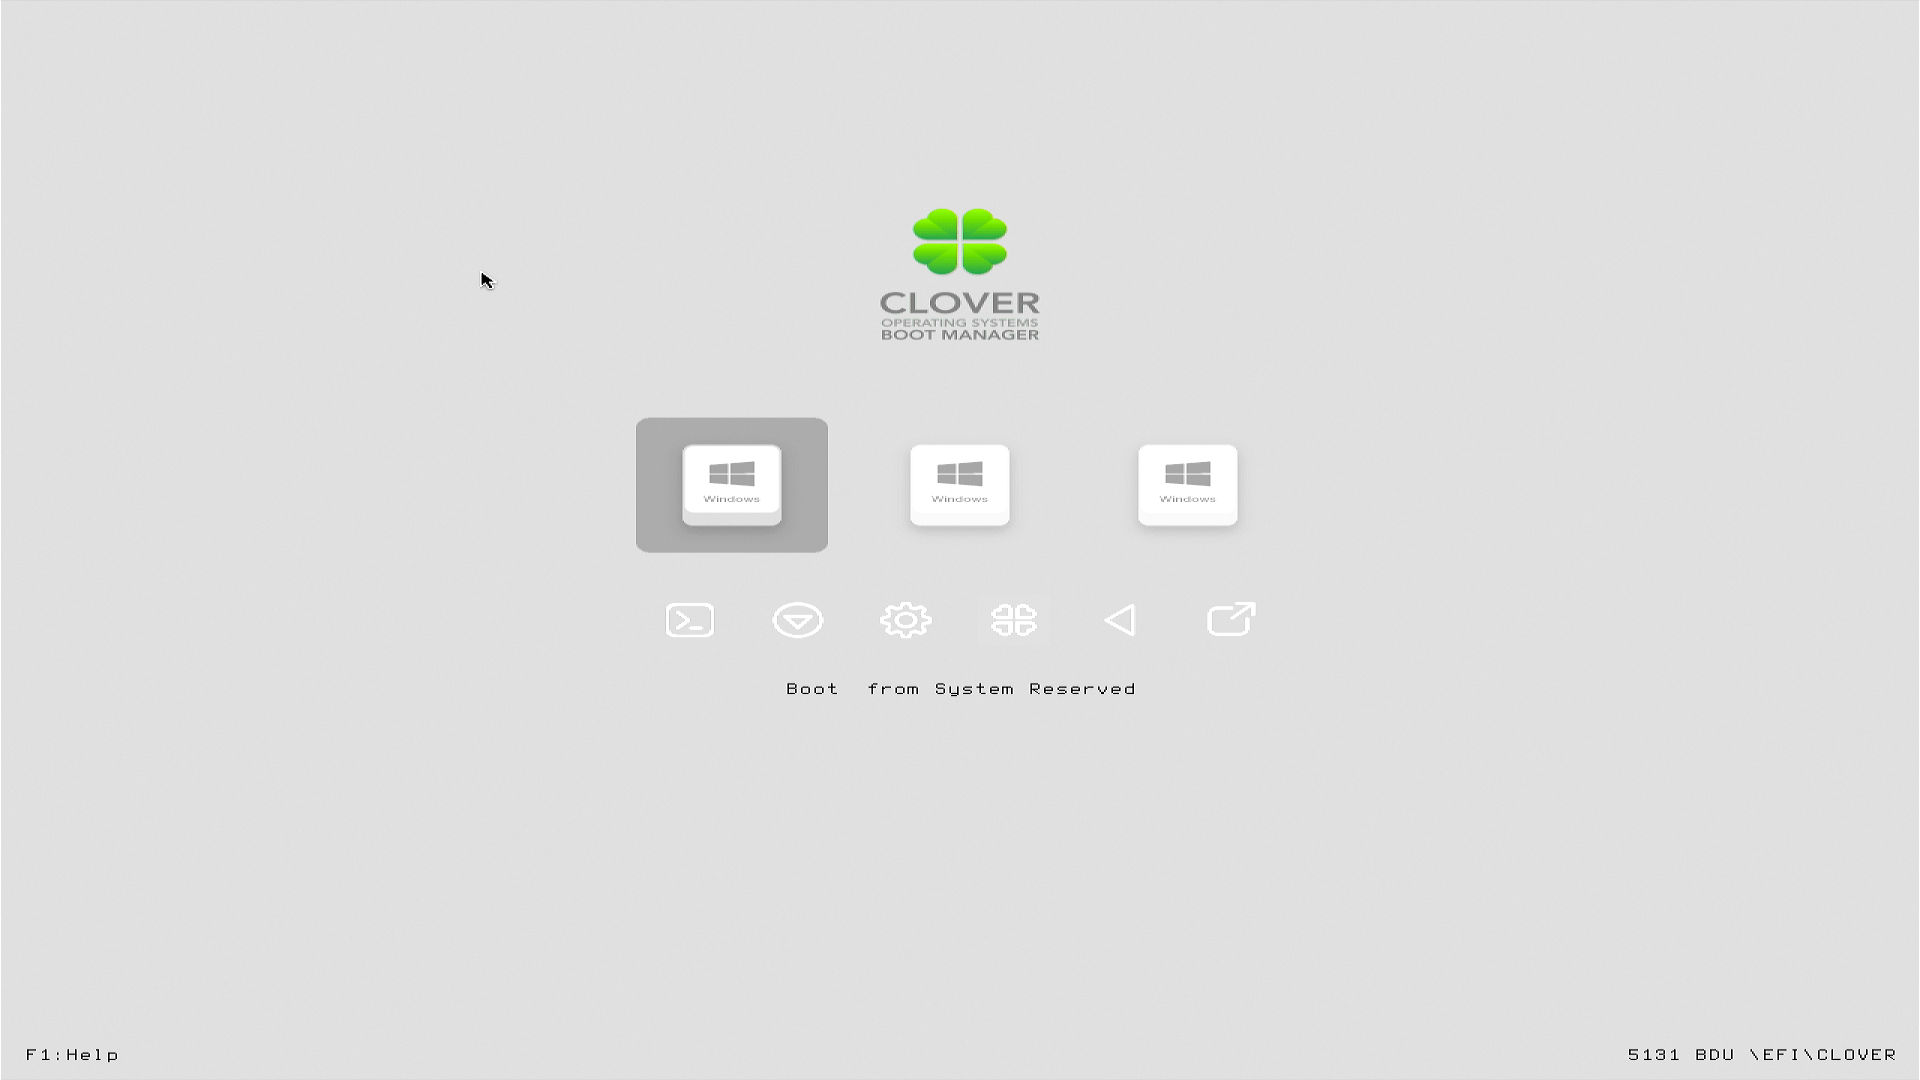 CLOVER
OPERATING SYSTEMS
BOOT MANAGER
Windows
Windows
Windows
Boot  from System Reserved
F1:Help
5131 BDU \EFI\CLOVER